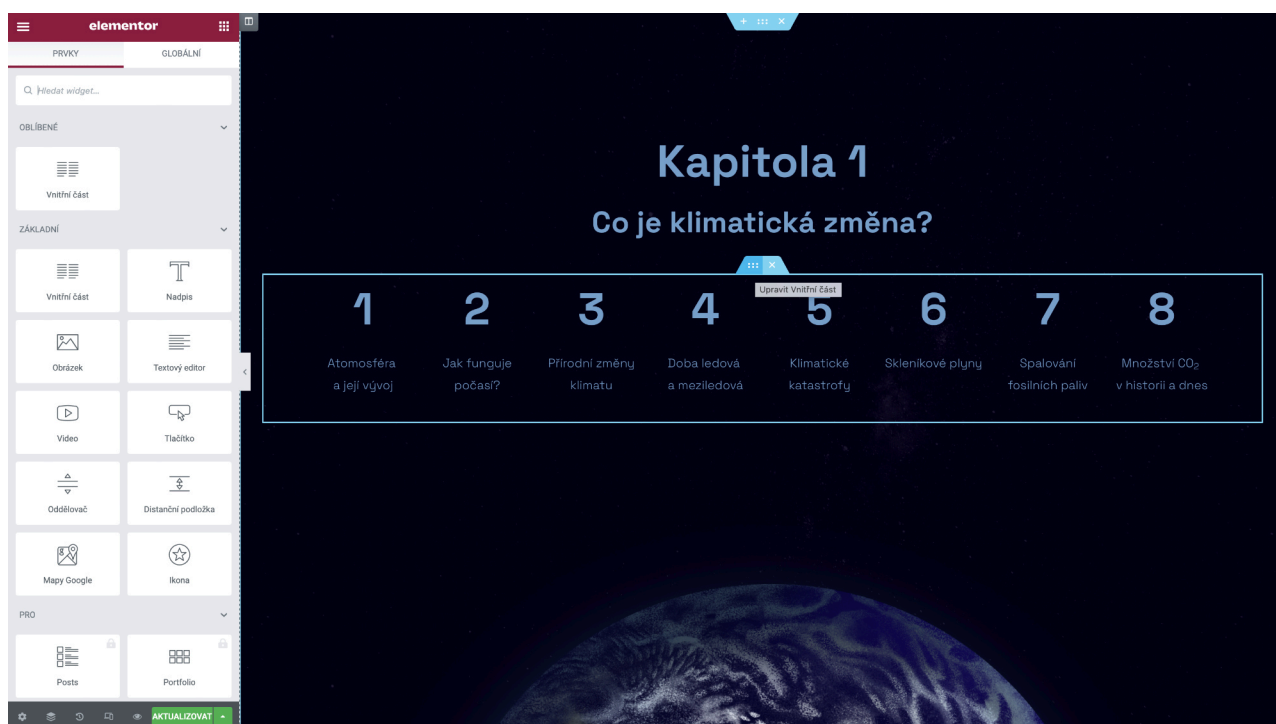 elementor
PRVKY
GLOBÁLNÍ
Hledat widget...
OBLÍBENÉ
Vnitřní část
ZÁKLADNÍ
Vnitřní část
Nadpis
Obrázek
Textový editor
Video
Tlačítko
Oddělovač
Distanční podložka
Mapy Google
Ikona
PRO
Posts
Portfolio
AKTUALIZOVAT
Kapitola 1
Co je klimatická změna?
Upravit Vnitřní část
1 2 3 4 5 6 7 8
Atomosféra
a její vývoj
Jak funguje
počasí?
Přírodní změny
klimatu
Doba ledová
a meziledová
Klimatické
katastrofy
Skleníkové plyny
Spalování
fosilních paliv
Množství CO₂
v historii a dnes